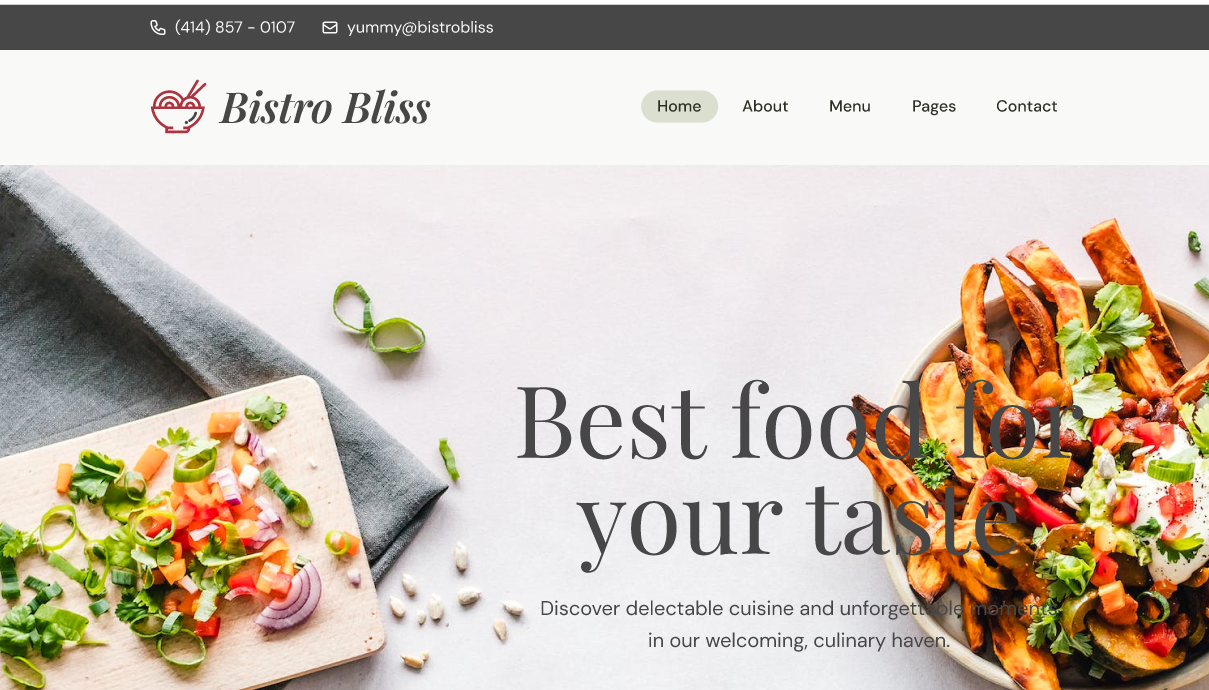 (414) 857 - 0107 yummy@bistrobliss
Bistro Bliss
Home About Menu Pages Contact
Best food for
your taste
Discover delectable cuisine and unforgettable moments
in our welcoming, culinary haven.